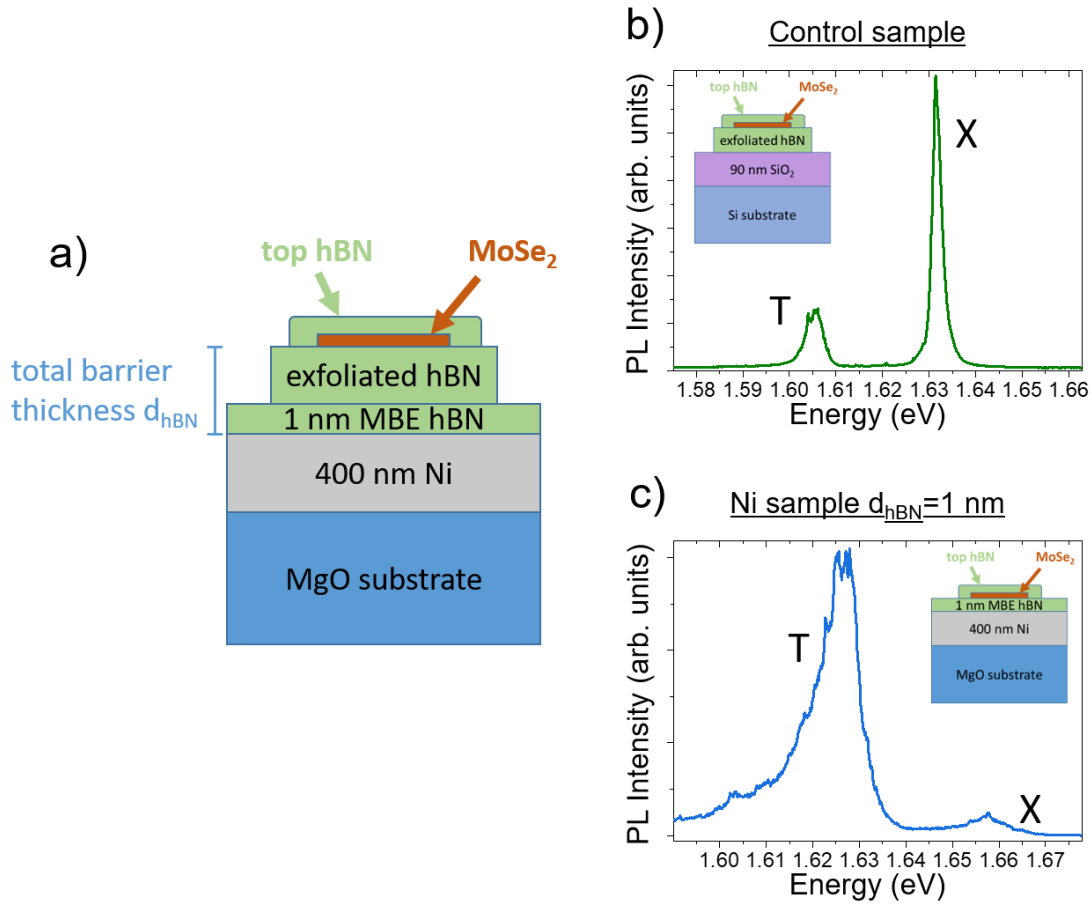 a)
top hBN
MoSe₂
total barrier
thickness d_hBN
exfoliated hBN
1 nm MBE hBN
400 nm Ni
MgO substrate
b)
Control sample
PL Intensity (arb. units)
top hBN
MoSe₂
exfoliated hBN
90 nm SiO₂
Si substrate
T
X
1.58 1.59 1.60 1.61 1.62 1.63 1.64 1.65 1.66
Energy (eV)
c)
Ni sample d_hBN=1 nm
PL Intensity (arb. units)
top hBN
MoSe₂
1 nm MBE hBN
400 nm Ni
MgO substrate
T
X
1.60 1.61 1.62 1.63 1.64 1.65 1.66 1.67
Energy (eV)